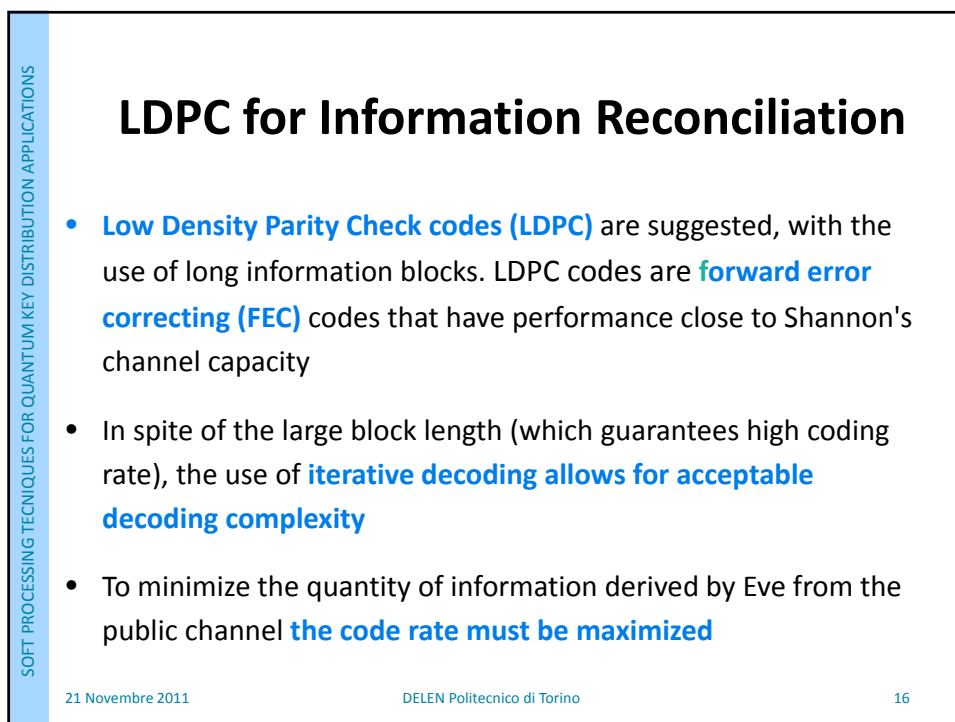 SOFT PROCESSING TECNIQUES FOR QUANTUM KEY DISTRIBUTION APPLICATIONS
LDPC for Information Reconciliation
• Low Density Parity Check codes (LDPC) are suggested, with the
use of long information blocks. LDPC codes are forward error
correcting (FEC) codes that have performance close to Shannon's
channel capacity
• In spite of the large block length (which guarantees high coding
rate), the use of iterative decoding allows for acceptable
decoding complexity
• To minimize the quantity of information derived by Eve from the
public channel the code rate must be maximized
21 Novembre 2011 DELEN Politecnico di Torino 16